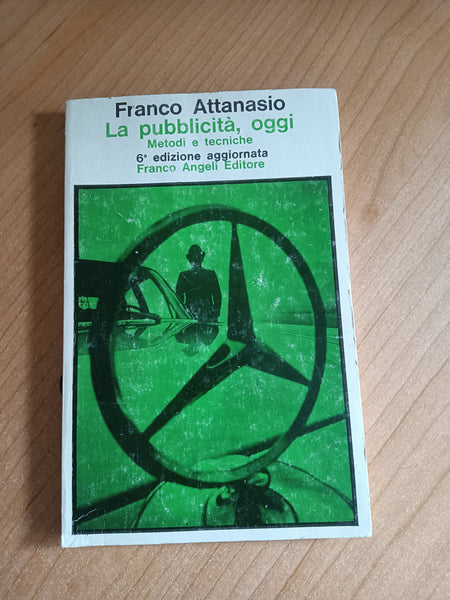 Franco Attanasio
La pubblicità, oggi
Metodi e tecniche
6ª edizione aggiornata
Franco Angeli Editore